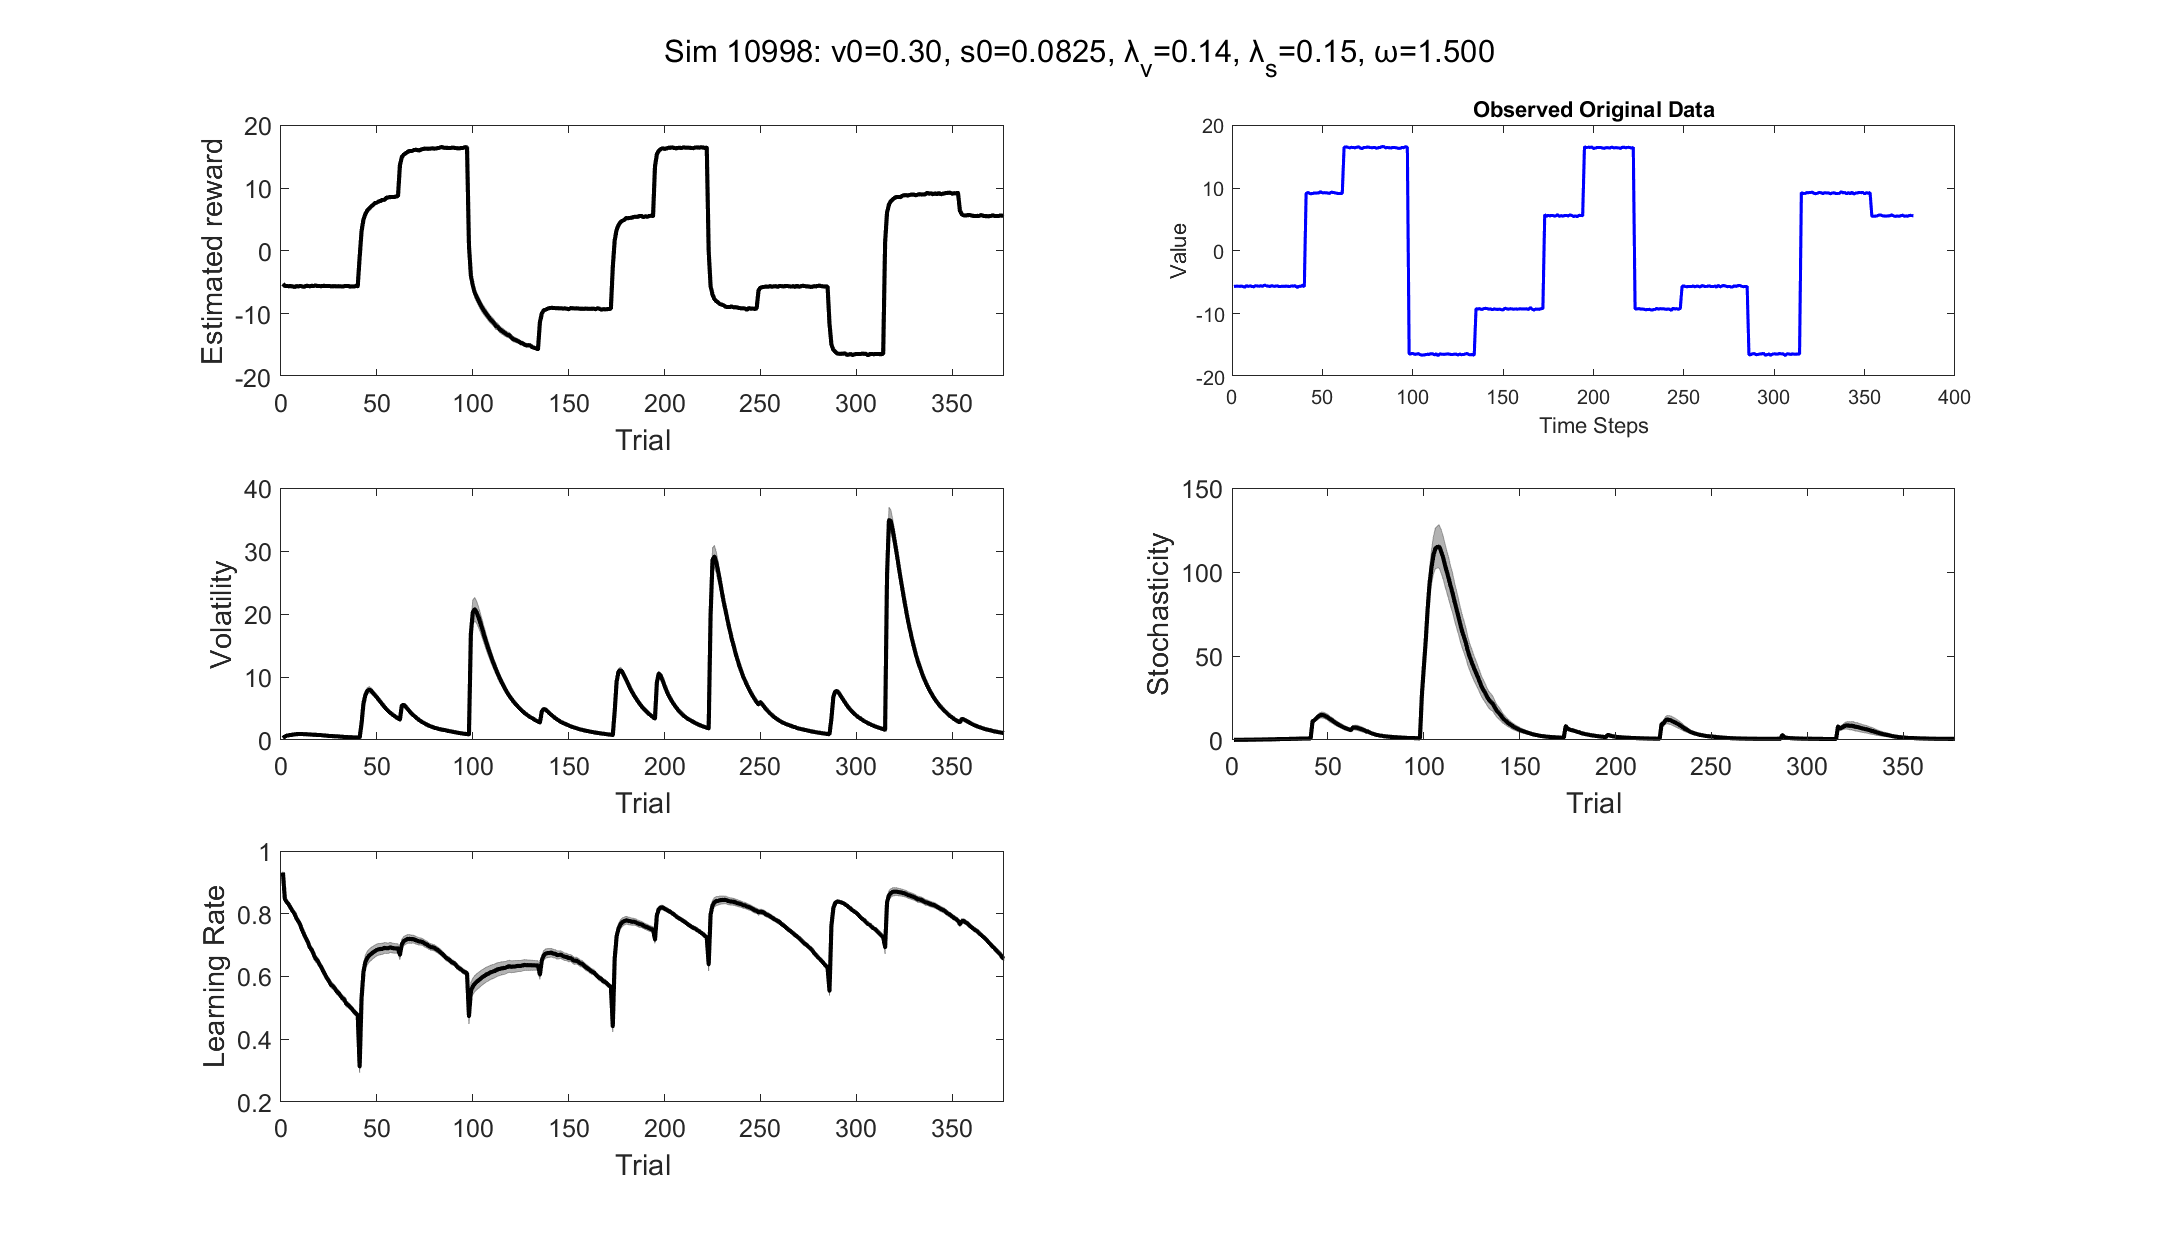 Sim 10998: v0=0.30, s0=0.0825, λv=0.14, λs=0.15, ω=1.500
Estimated reward
20
10
0
-10
-20
0 50 100 150 200 250 300 350
Trial
Observed Original Data
Value
20
10
0
-10
-20
0 50 100 150 200 250 300 350 400
Time Steps
Volatility
40
30
20
10
0
0 50 100 150 200 250 300 350
Trial
Stochasticity
150
100
50
0
0 50 100 150 200 250 300 350
Trial
Learning Rate
1
0.8
0.6
0.4
0.2
0 50 100 150 200 250 300 350
Trial